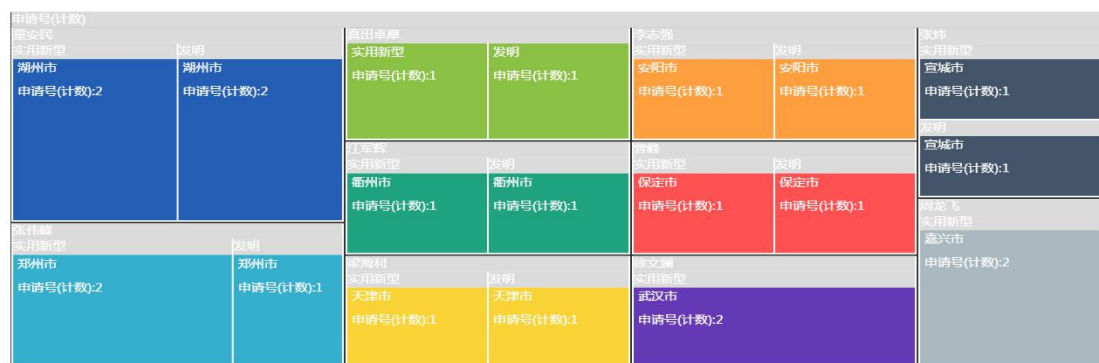 申请号(计数)
童安民
实用新型
发明
湖州市
申请号(计数):2
湖州市
申请号(计数):2
张伟峰
实用新型
发明
郑州市
申请号(计数):2
郑州市
申请号(计数):1
真田卓摩
实用新型
申请号(计数):1
发明
申请号(计数):1
江军辉
实用新型
发明
衢州市
申请号(计数):1
衢州市
申请号(计数):1
梁海利
实用新型
发明
天津市
申请号(计数):1
天津市
申请号(计数):1
李志强
实用新型
发明
安阳市
申请号(计数):1
安阳市
申请号(计数):1
曾峰
实用新型
发明
保定市
申请号(计数):1
保定市
申请号(计数):1
徐文澜
实用新型
武汉市
申请号(计数):2
张炜
实用新型
宣城市
申请号(计数):1
发明
宣城市
申请号(计数):1
周龙飞
实用新型
嘉兴市
申请号(计数):2